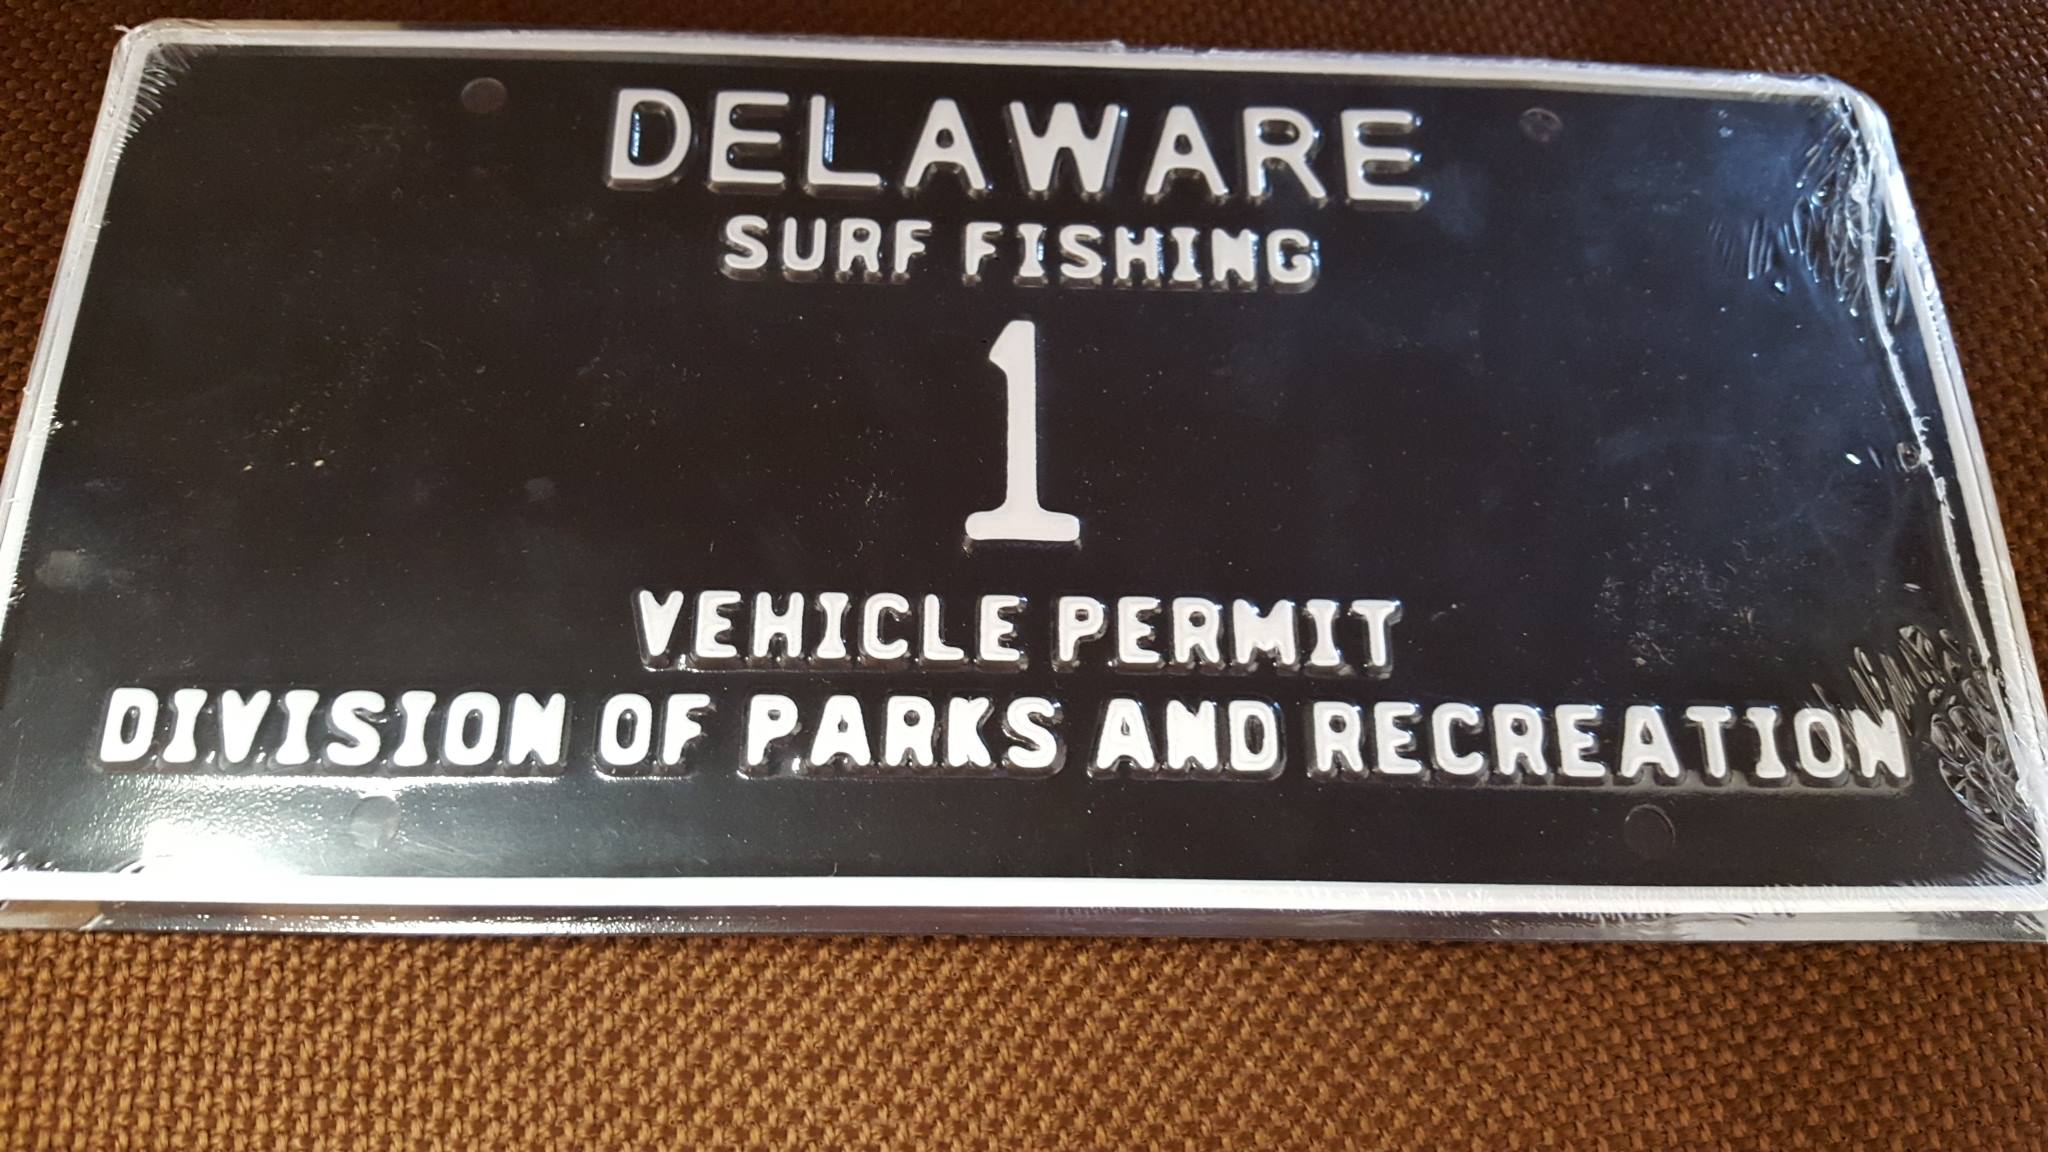 DELAWARE
SURF FISHING
1
VEHICLE PERMIT
DIVISION OF PARKS AND RECREATION